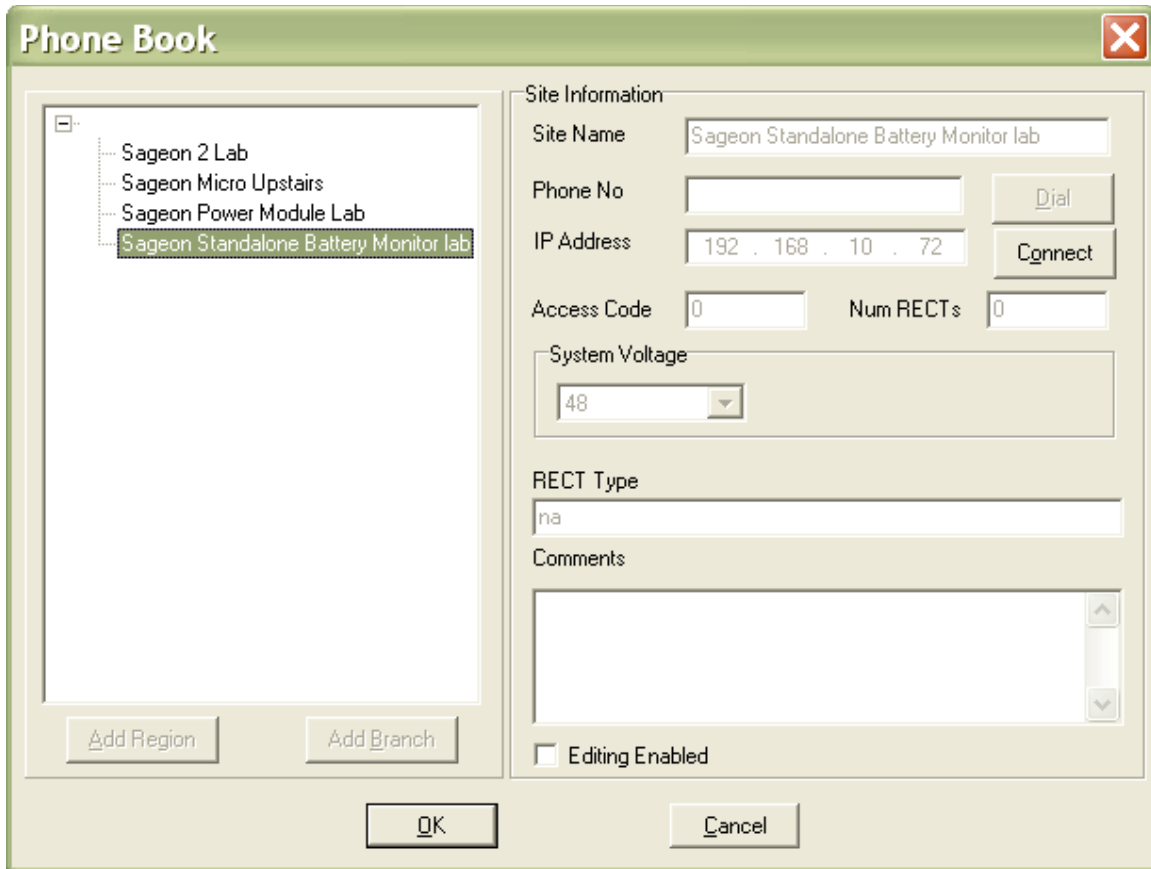 Phone Book
Sageon 2 Lab
Sageon Micro Upstairs
Sageon Power Module Lab
Sageon Standalone Battery Monitor lab
Add Region
Add Branch
Site Information
Site Name
Sageon Standalone Battery Monitor lab
Phone No
Dial
IP Address
192 . 168 . 10 . 72
Connect
Access Code
0
Num RECTs
0
System Voltage
48
RECT Type
na
Comments
Editing Enabled
OK
Cancel